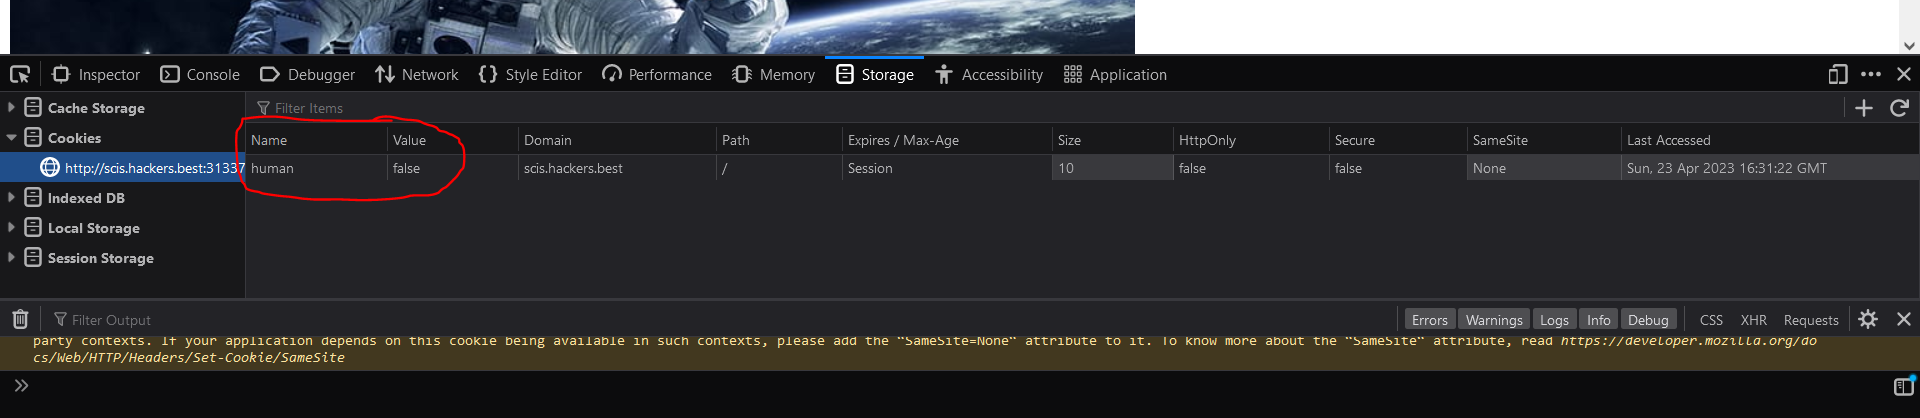 Inspector Console Debugger Network Style Editor Performance Memory Storage Accessibility Application
Cache Storage Filter Items
Cookies Name Value Domain Path Expires / Max-Age Size HttpOnly Secure SameSite Last Accessed
http://scis.hackers.best:31337 human false scis.hackers.best / Session 10 false false None Sun, 23 Apr 2023 16:31:22 GMT
Indexed DB
Local Storage
Session Storage
Filter Output Errors Warnings Logs Info Debug CSS XHR Requests
party contexts. If your application depends on this cookie being available in such contexts, please add the “SameSite=None“ attribute to it. To know more about the “SameSite“ attribute, read https://developer.mozilla.org/do
cs/Web/HTTP/Headers/Set-Cookie/SameSite